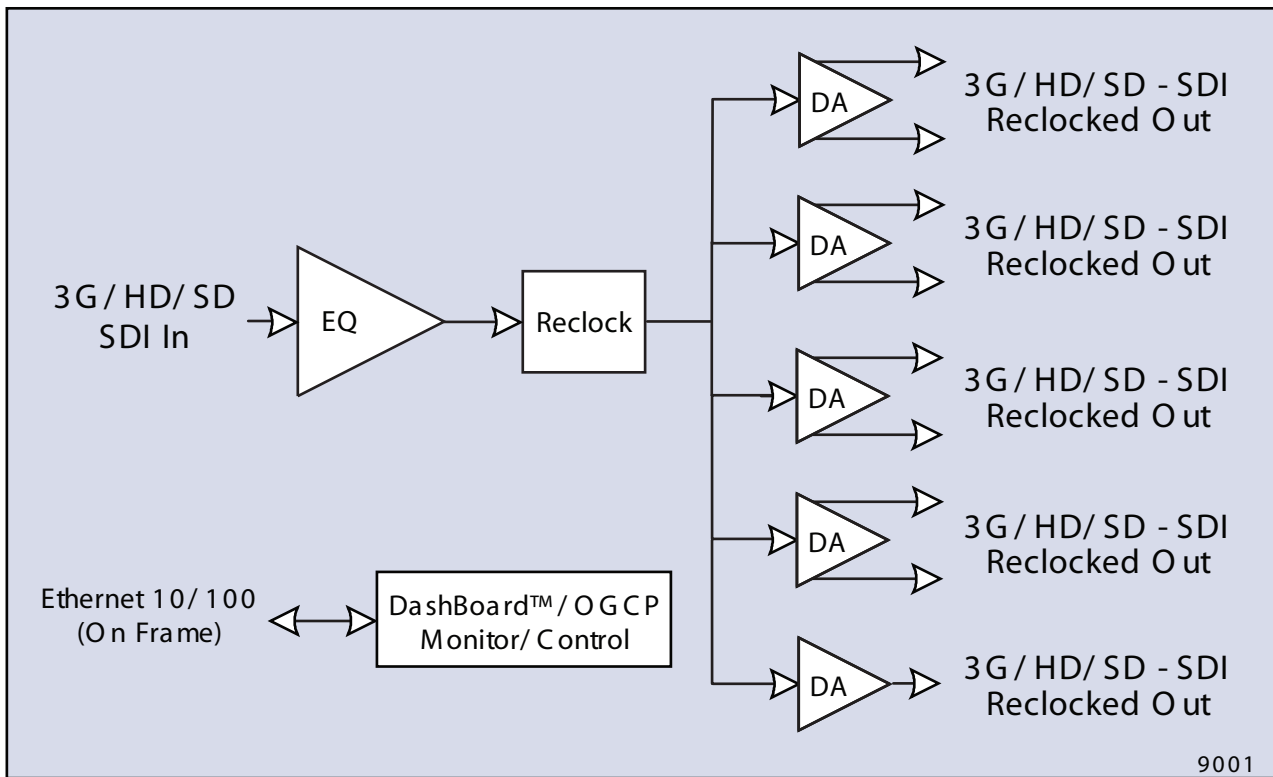 3G/HD/SD
SDI In
EQ
Reclock
DA
3G/HD/SD - SDI
Reclocked Out
DA
3G/HD/SD - SDI
Reclocked Out
DA
3G/HD/SD - SDI
Reclocked Out
DA
3G/HD/SD - SDI
Reclocked Out
DA
3G/HD/SD - SDI
Reclocked Out
Ethernet 10/100
(On Frame)
DashBoard™/OGCP
Monitor/Control
9001